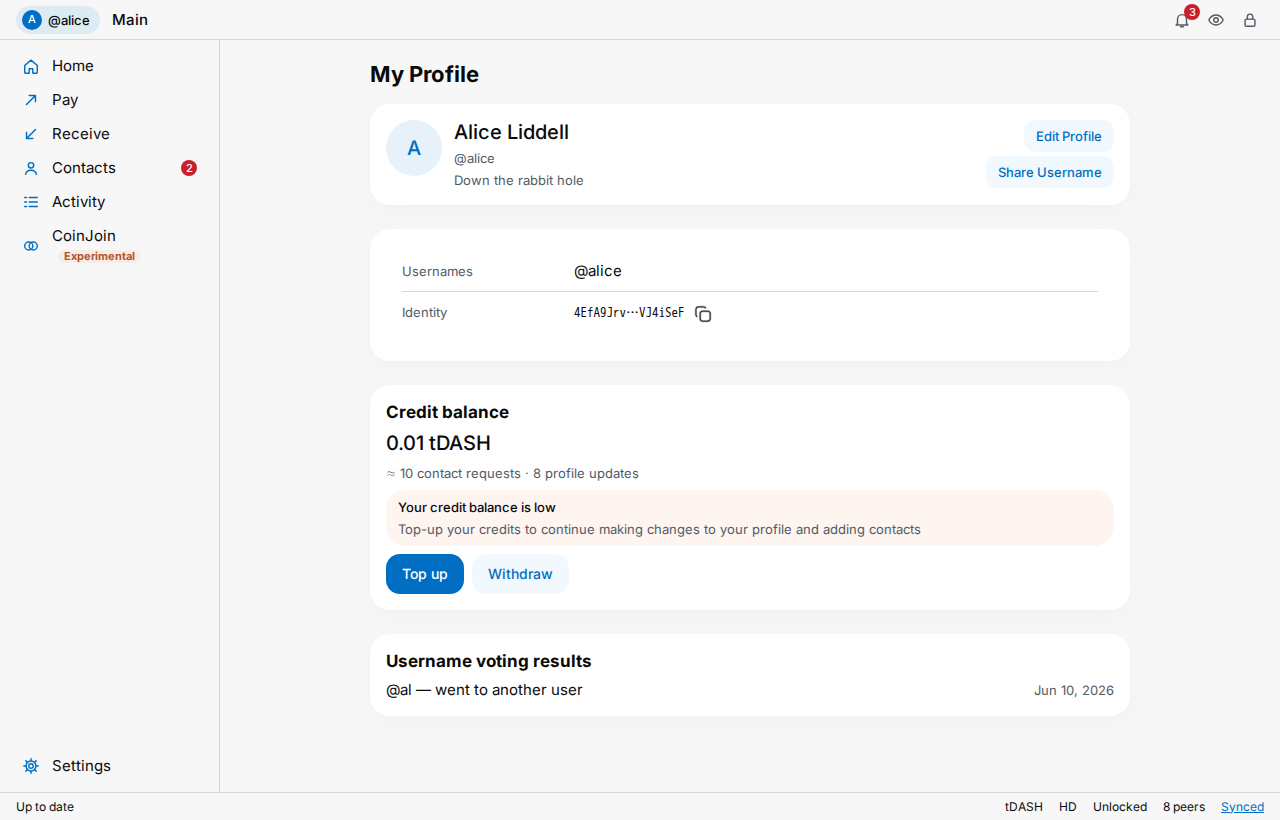 A @alice Main 3
Home
Pay
Receive
Contacts 2
Activity
CoinJoin
Experimental
Settings
My Profile
A
Alice Liddell
@alice
Down the rabbit hole
Edit Profile
Share Username
Usernames @alice
Identity 4EfA9Jrv⋯VJ4iSeF
Credit balance
0.01 tDASH
≈ 10 contact requests · 8 profile updates
Your credit balance is low
Top-up your credits to continue making changes to your profile and adding contacts
Top up Withdraw
Username voting results
@al — went to another user Jun 10, 2026
Up to date tDASH HD Unlocked 8 peers Synced